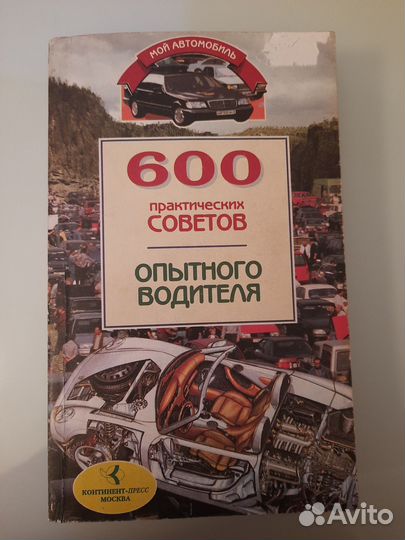 МОЙ АВТОМОБИЛЬ
600
практических
СОВЕТОВ
ОПЫТНОГО
ВОДИТЕЛЯ
КОНТИНЕНТ-ПРЕСС
МОСКВА
Avito